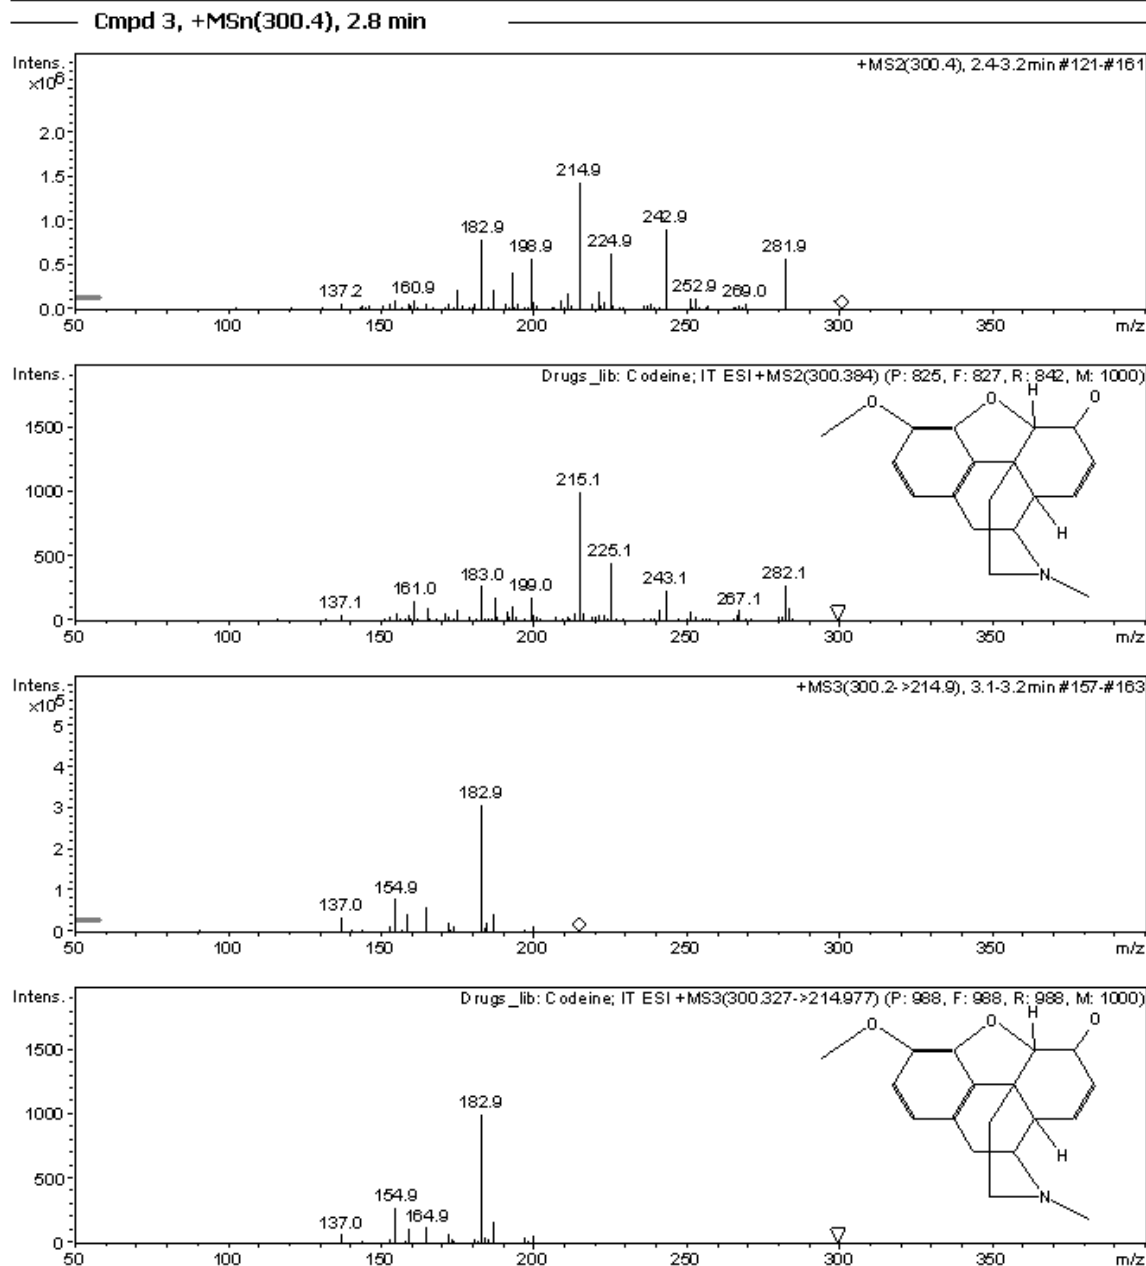 Cmpd 3, +MSn(300.4), 2.8 min
Intens.
x10⁶
+MS2(300.4), 2.4-3.2min #121-#161
2.0
1.5
1.0
0.5
0.0
137.2
160.9
182.9
198.9
214.9
224.9
242.9
252.9
269.0
281.9
50 100 150 200 250 300 350 m/z
Intens.
Drugs_lib: Codeine; IT ESI +MS2(300.384) (P: 825, F: 827, R: 842, M: 1000)
H
O
O
O
1500
1000
500
0
137.1
161.0
183.0
199.0
215.1
225.1
243.1
267.1
282.1
H
N
50 100 150 200 250 300 350 m/z
Intens.
x10⁵
+MS3(300.2->214.9), 3.1-3.2min #157-#163
5
4
3
2
1
0
137.0
154.9
182.9
50 100 150 200 250 300 350 m/z
Intens.
Drugs_lib: Codeine; IT ESI +MS3(300.327->214.977) (P: 988, F: 988, R: 988, M: 1000)
H
O
O
O
1500
1000
500
0
137.0
154.9
164.9
182.9
H
N
50 100 150 200 250 300 350 m/z